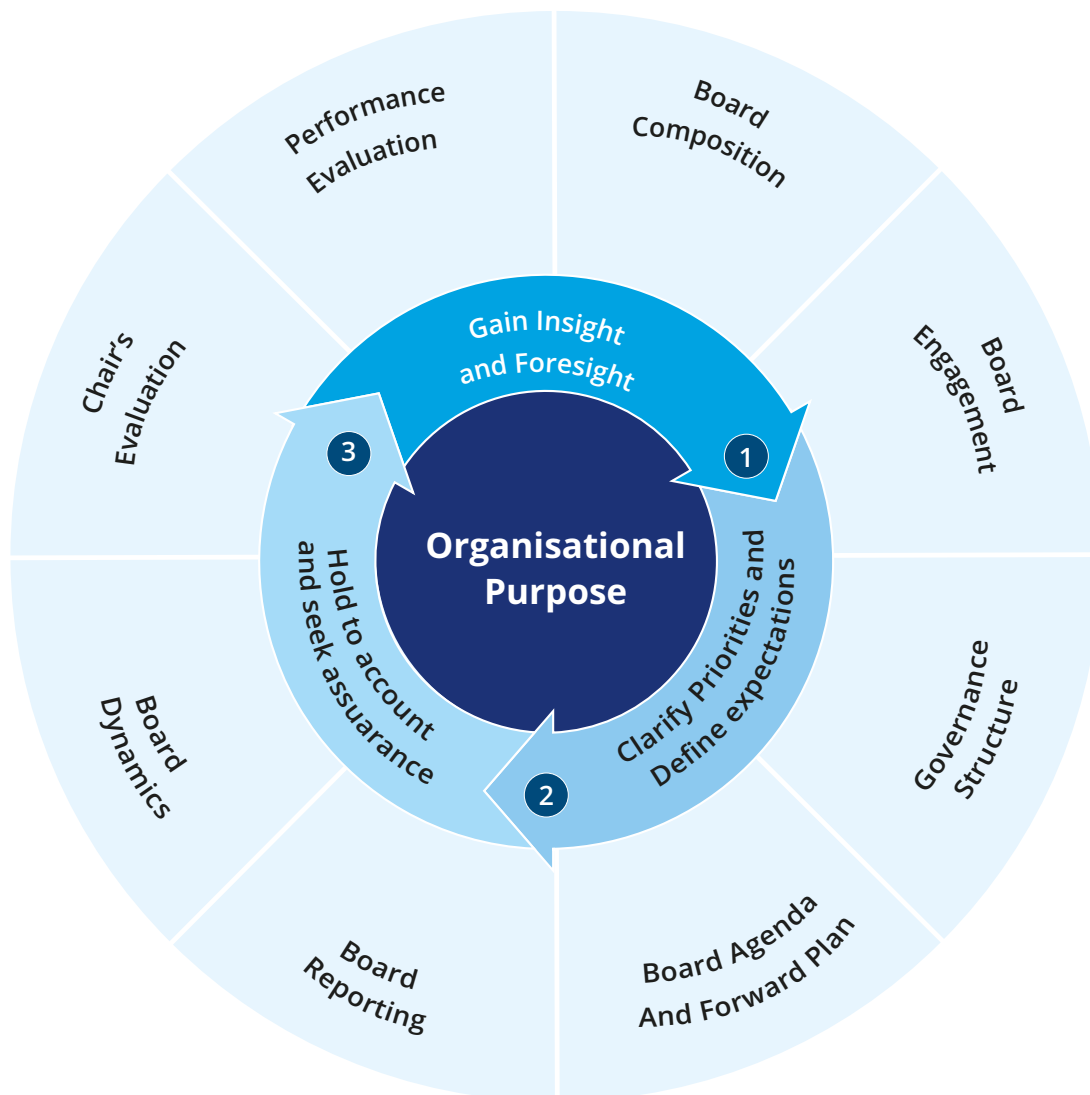 Performance
Evaluation
Board
Composition
Board
Engagement
Governance
Structure
Board Agenda
And Forward Plan
Board
Reporting
Board
Dynamics
Chair's
Evaluation
Gain Insight
and Foresight
1
Clarify Priorities and
Define expectations
2
Hold to account
and seek assuarance
3
Organisational
Purpose